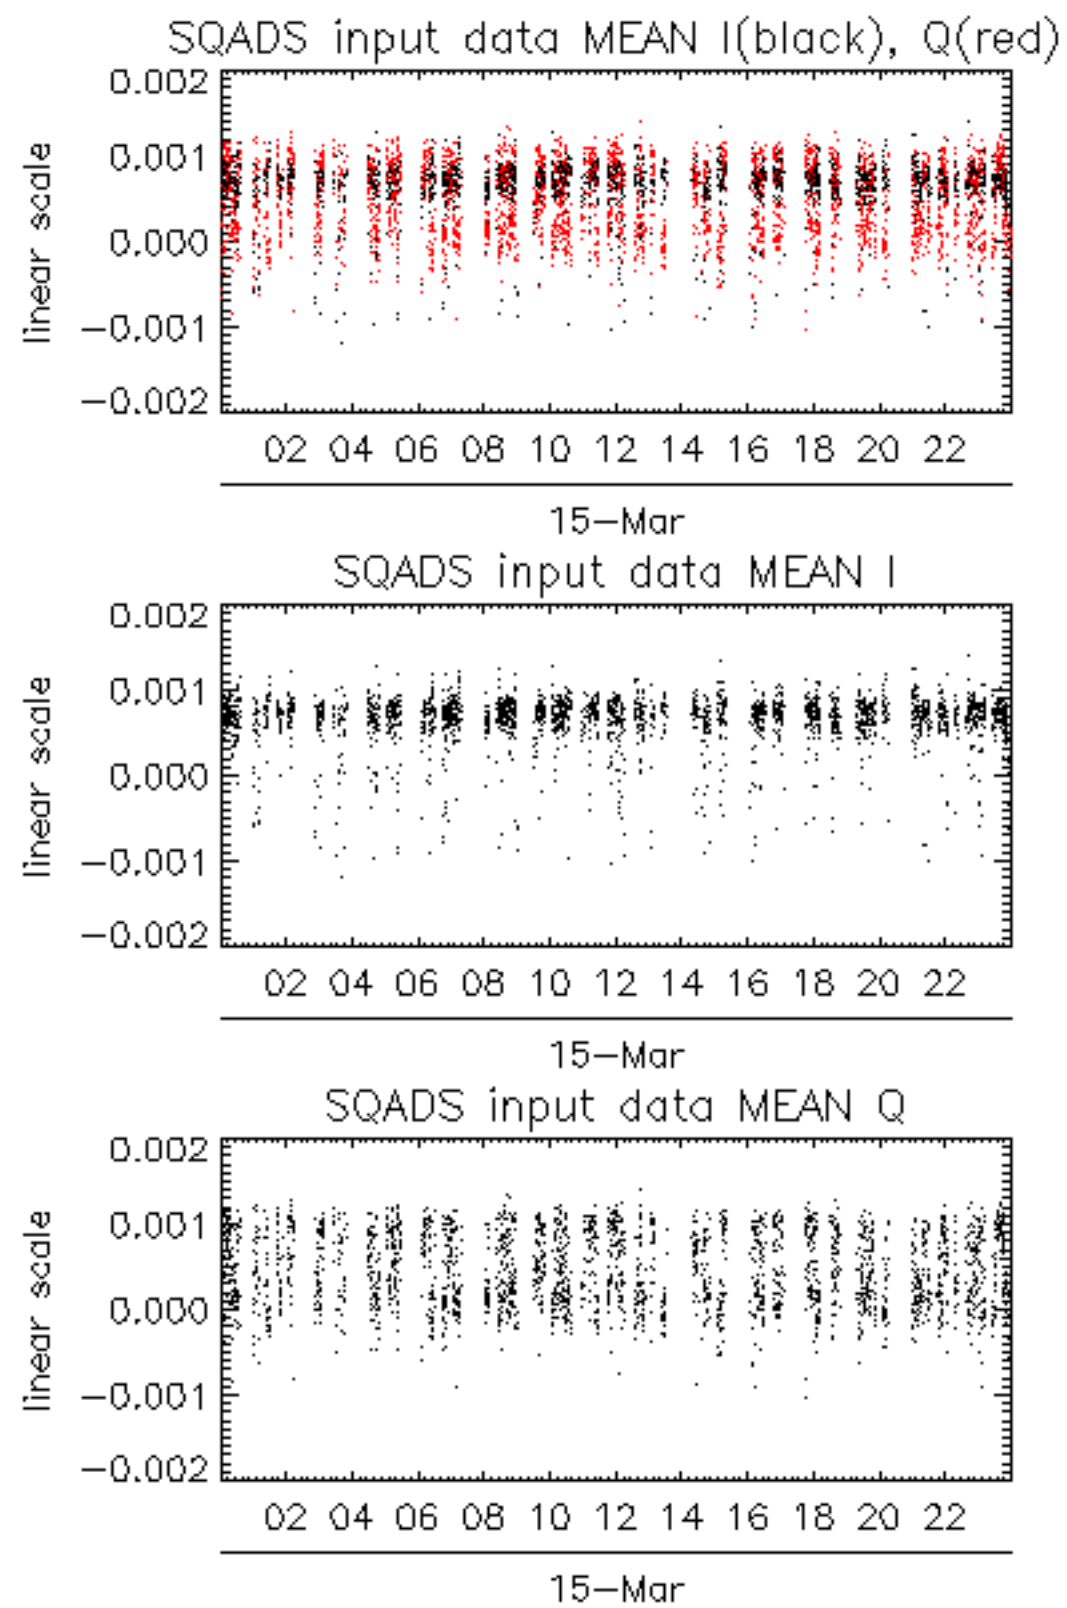 SQADS input data MEAN I(black), Q(red)
0.002
0.001
0.000
−0.001
−0.002
linear scale
02 04 06 08 10 12 14 16 18 20 22
15−Mar
SQADS input data MEAN I
0.002
0.001
0.000
−0.001
−0.002
linear scale
02 04 06 08 10 12 14 16 18 20 22
15−Mar
SQADS input data MEAN Q
0.002
0.001
0.000
−0.001
−0.002
linear scale
02 04 06 08 10 12 14 16 18 20 22
15−Mar